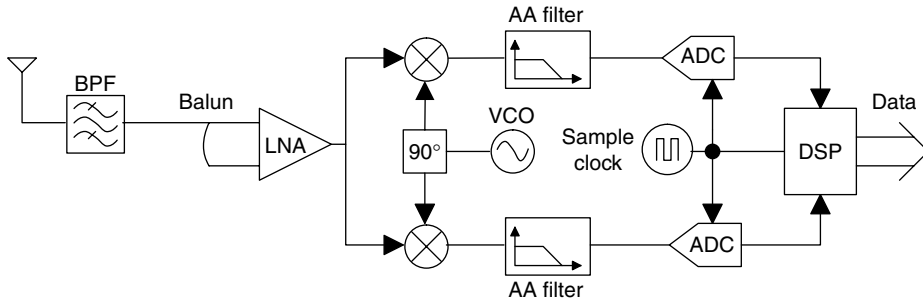 AA filter
ADC
BPF
Balun
VCO
Data
LNA
90°
Sample
clock
DSP
ADC
AA filter